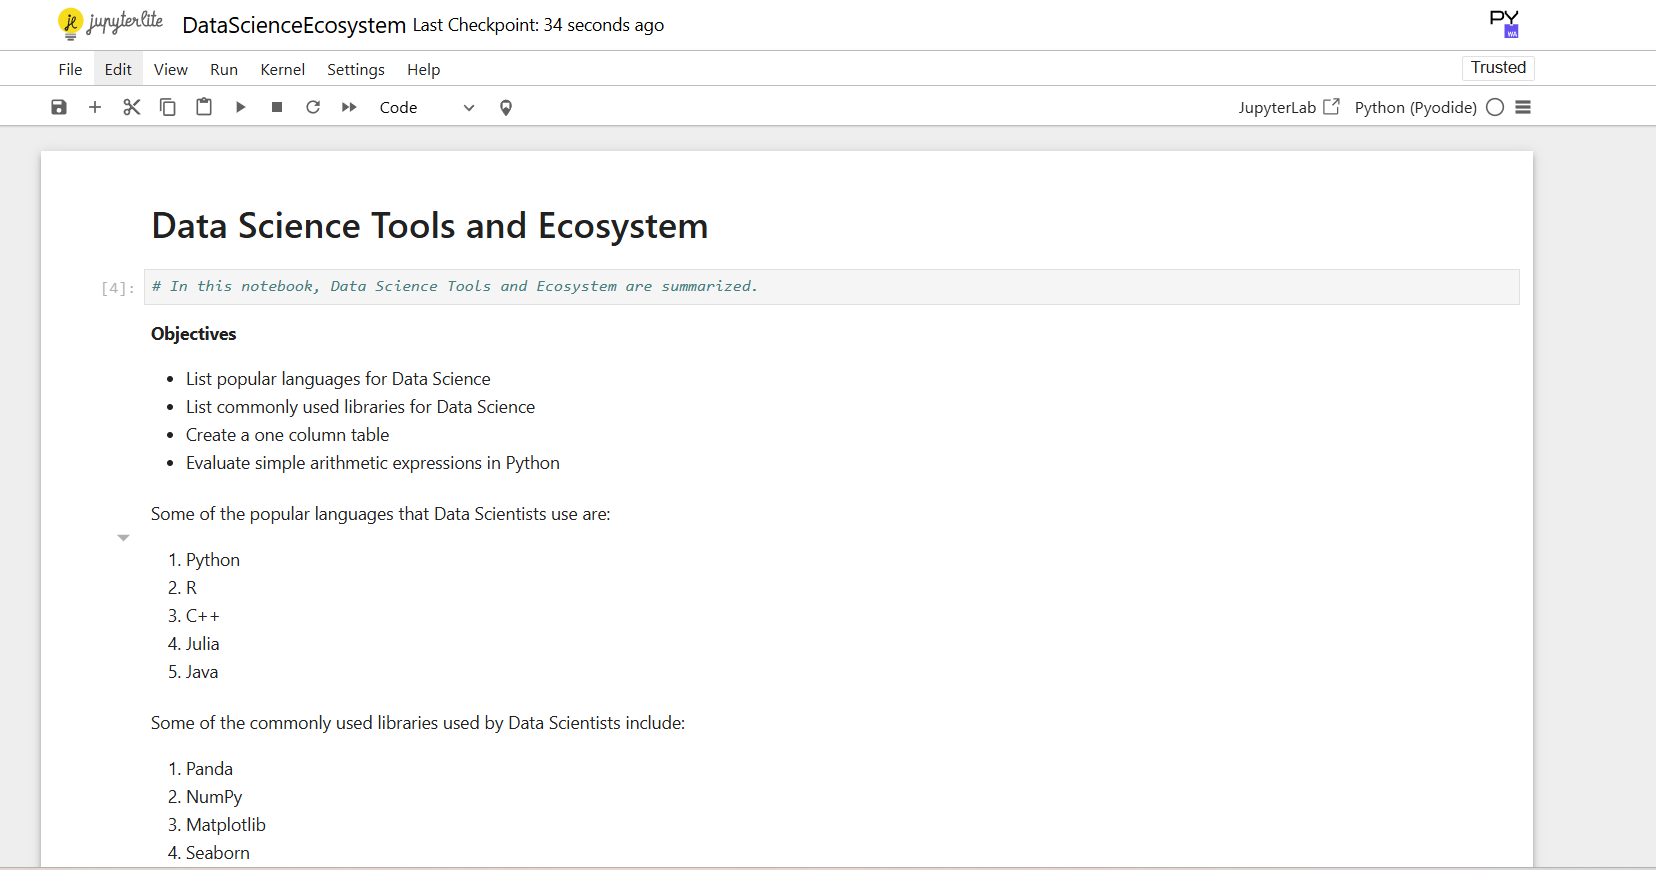 jupyterlite DataScienceEcosystem Last Checkpoint: 34 seconds ago
PY
WA
File Edit View Run Kernel Settings Help
Trusted
Code
JupyterLab Python (Pyodide)
Data Science Tools and Ecosystem
[4]: # In this notebook, Data Science Tools and Ecosystem are summarized.
Objectives
• List popular languages for Data Science
• List commonly used libraries for Data Science
• Create a one column table
• Evaluate simple arithmetic expressions in Python
Some of the popular languages that Data Scientists use are:
1. Python
2. R
3. C++
4. Julia
5. Java
Some of the commonly used libraries used by Data Scientists include:
1. Panda
2. NumPy
3. Matplotlib
4. Seaborn